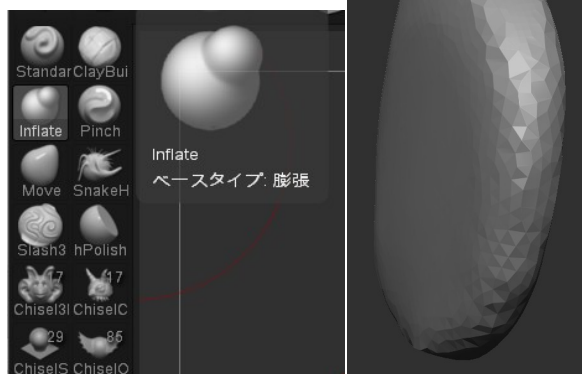 Standar ClayBui
Inflate Pinch
Move SnakeH
Slash3 hPolish
17 17
Chisel3I ChiselC
29 85
ChiselS ChiselO
Inflate
ベースタイプ: 膨張